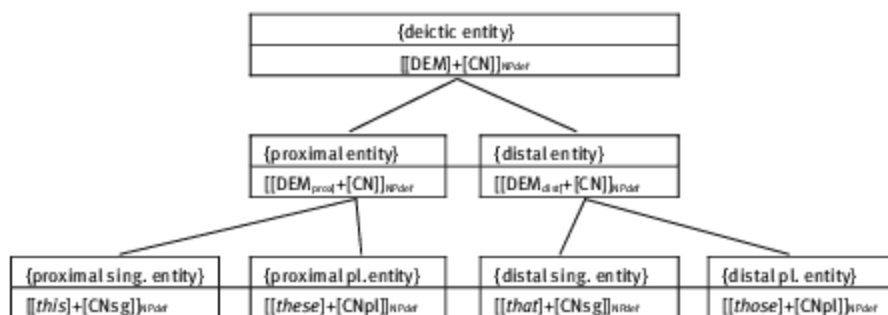 {deictic entity}
[[DEM]+[CN]]NPdef
{proximal entity} {distal entity}
[[DEMprox]+[CN]]NPdef [[DEMdist]+[CN]]NPdef
{proximal sing. entity} {proximal pl.entity} {distal sing. entity} {distal pl. entity}
[[this]+[CNsg]]NPdef [[these]+[CNpl]]NPdef [[that]+[CNsg]]NPdef [[those]+[CNpl]]NPdef